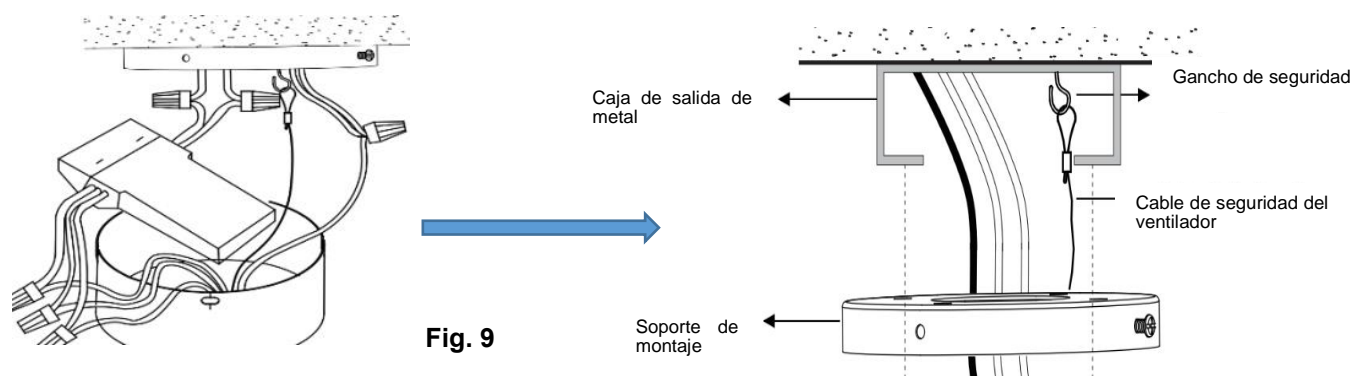 Caja de salida de
metal
Gancho de seguridad
Cable de seguridad del
ventilador
Fig. 9
Soporte de
montaje